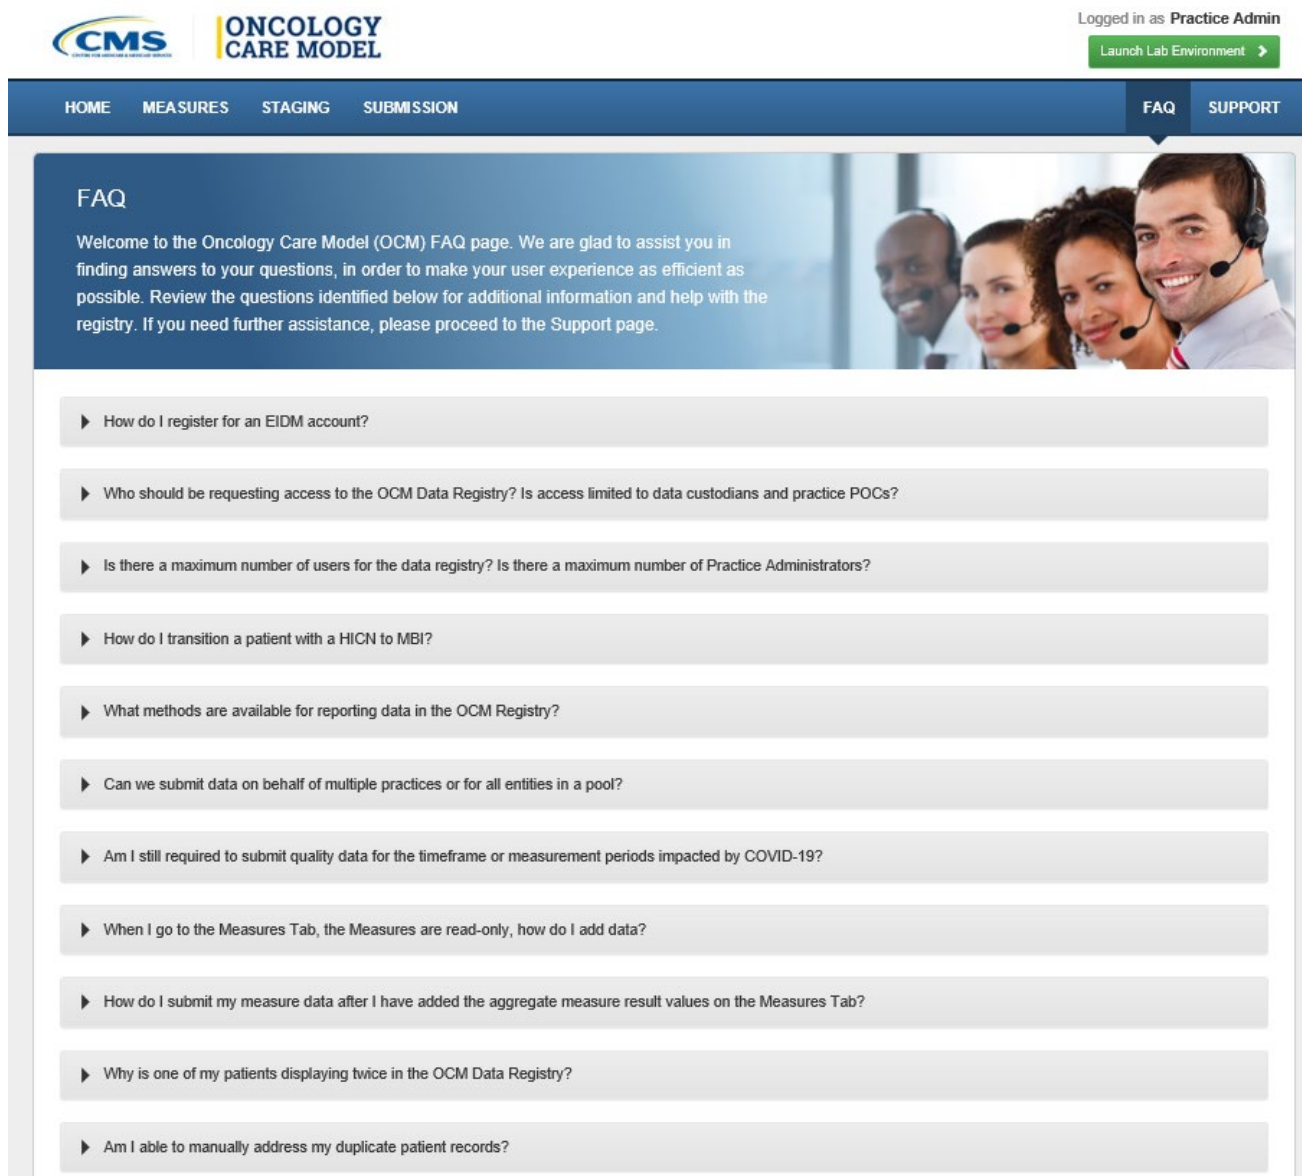 CMS
CENTERS FOR MEDICARE & MEDICAID SERVICES
ONCOLOGY
CARE MODEL
Logged in as Practice Admin
Launch Lab Environment
HOME MEASURES STAGING SUBMISSION FAQ SUPPORT
FAQ
Welcome to the Oncology Care Model (OCM) FAQ page. We are glad to assist you in
finding answers to your questions, in order to make your user experience as efficient as
possible. Review the questions identified below for additional information and help with the
registry. If you need further assistance, please proceed to the Support page.
How do I register for an EIDM account?
Who should be requesting access to the OCM Data Registry? Is access limited to data custodians and practice POCs?
Is there a maximum number of users for the data registry? Is there a maximum number of Practice Administrators?
How do I transition a patient with a HICN to MBI?
What methods are available for reporting data in the OCM Registry?
Can we submit data on behalf of multiple practices or for all entities in a pool?
Am I still required to submit quality data for the timeframe or measurement periods impacted by COVID-19?
When I go to the Measures Tab, the Measures are read-only, how do I add data?
How do I submit my measure data after I have added the aggregate measure result values on the Measures Tab?
Why is one of my patients displaying twice in the OCM Data Registry?
Am I able to manually address my duplicate patient records?